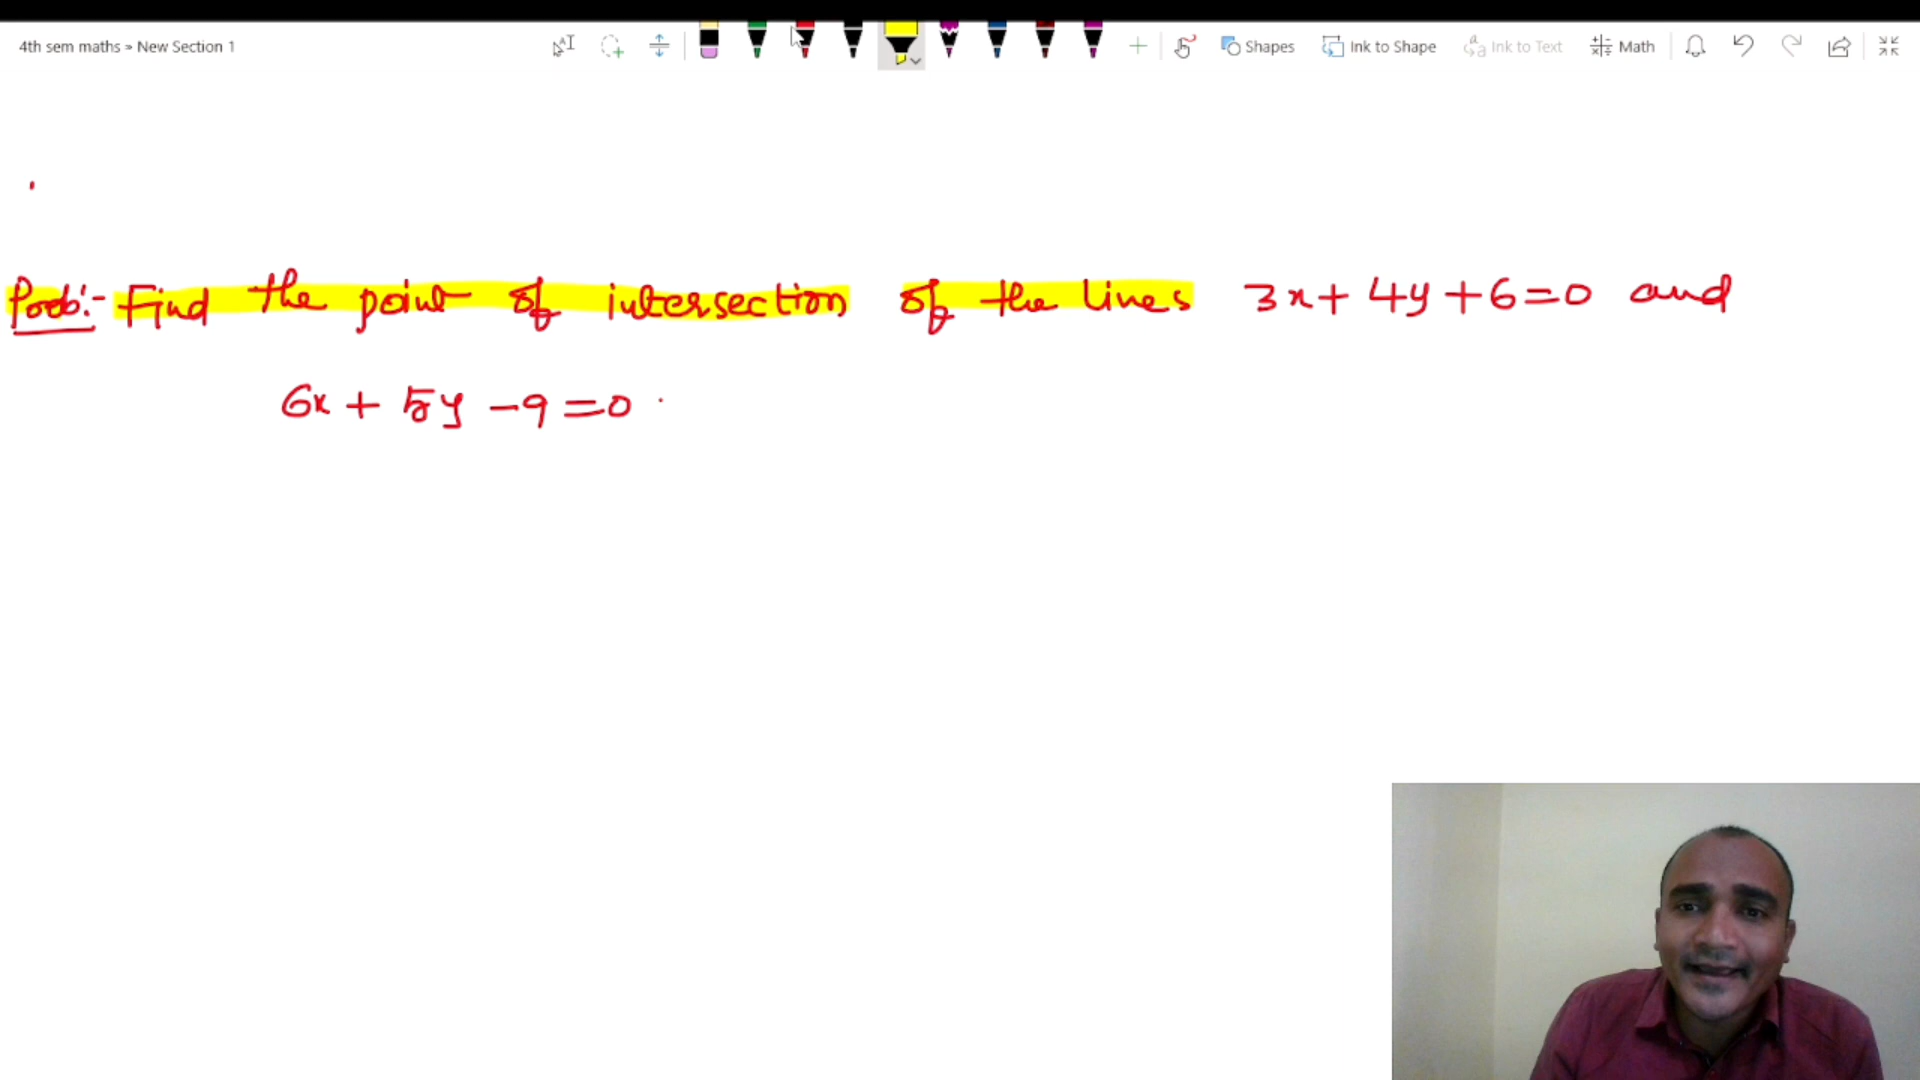 4th sem maths » New Section 1
Shapes
Ink to Shape
Ink to Text
Math
Prob:- Find the point of intersection of the lines 3x + 4y + 6 = 0 and
6x + 5y - 9 = 0 .